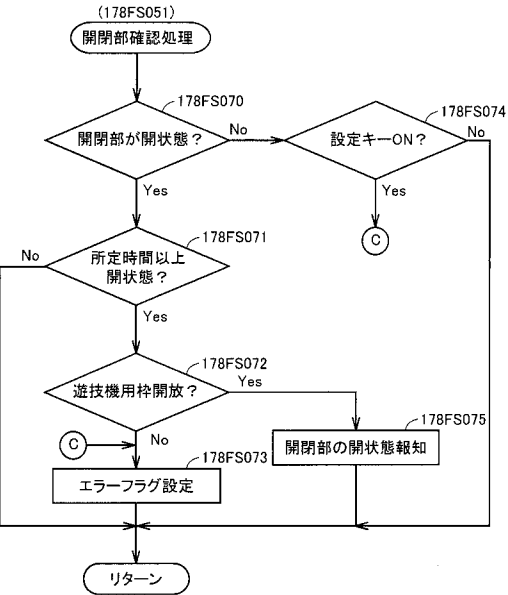 (178FS051)
開閉部確認処理
178FS070
開閉部が開状態？
No
Yes
178FS074
設定キーON？
No
Yes
C
178FS071
所定時間以上
開状態？
No
Yes
178FS072
遊技機用枠開放？
Yes
No
C
178FS075
開閉部の開状態報知
178FS073
エラーフラグ設定
リターン